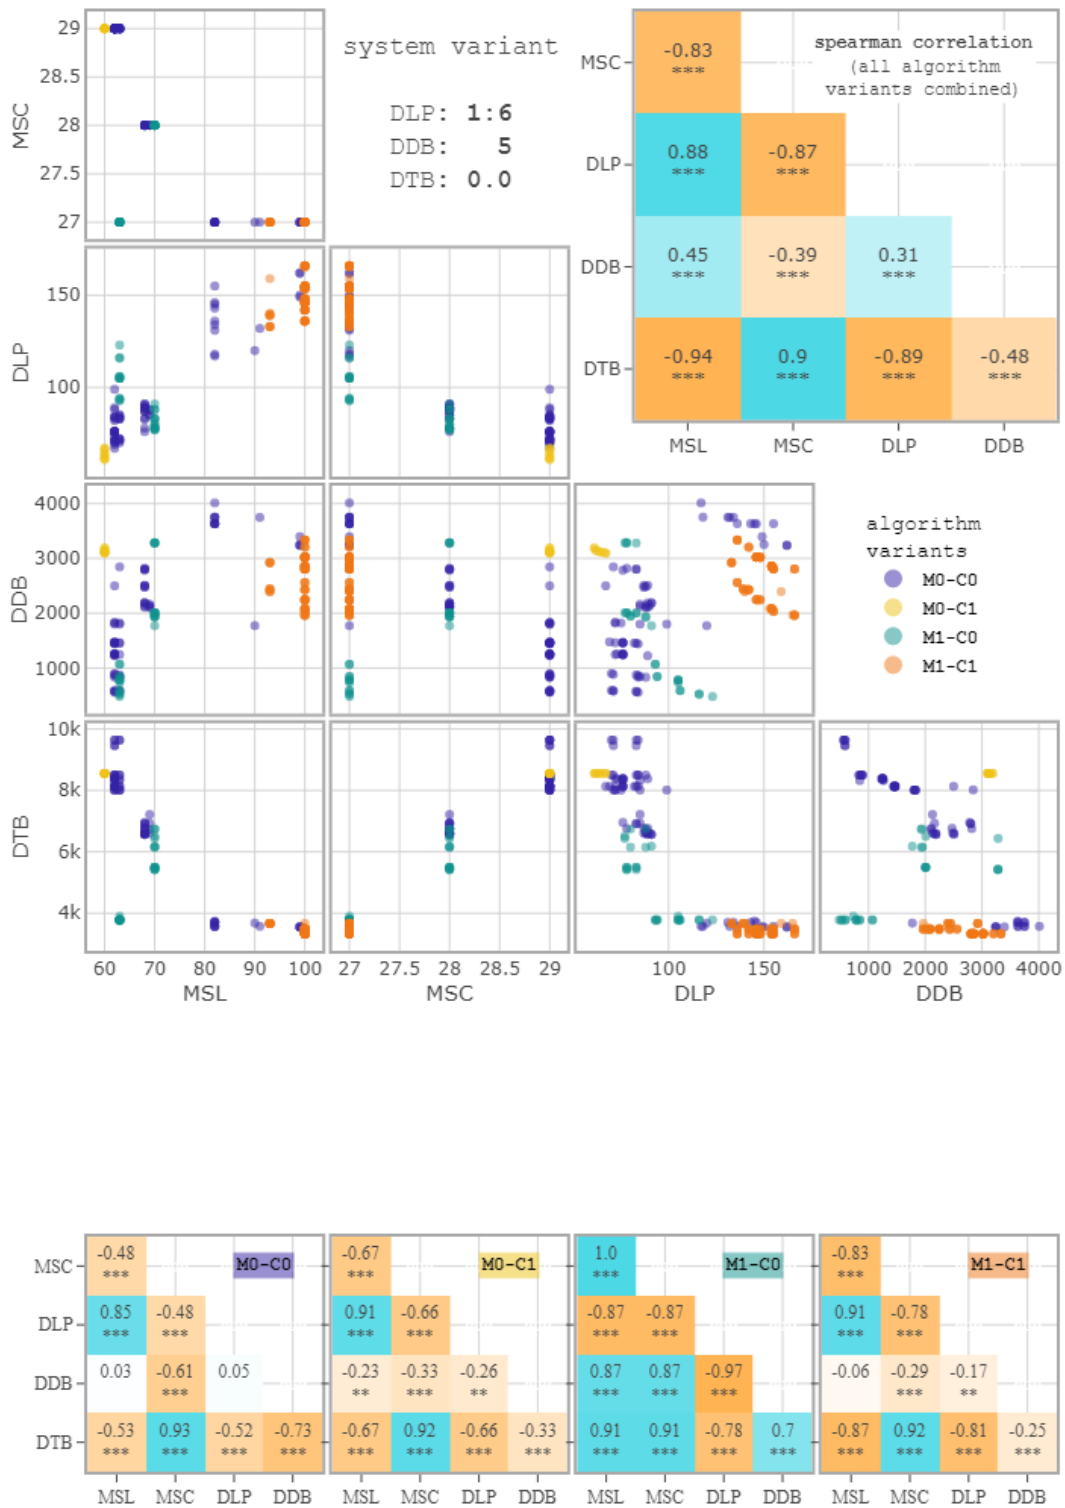 system variant
DLP: 1:6
DDB: 5
DTB: 0.0
29
28.5
28
27.5
27
MSC
150
100
DLP
4000
3000
2000
1000
DDB
10k
8k
6k
4k
DTB
60 70 80 90 100
MSL
27 27.5 28 28.5 29
MSC
100 150
DLP
1000 2000 3000 4000
DDB
spearman correlation
(all algorithm
variants combined)
MSC -0.83
***
DLP 0.88 -0.87
*** ***
DDB 0.45 -0.39 0.31
*** *** ***
DTB -0.94 0.9 -0.89 -0.48
*** *** *** ***
MSL MSC DLP DDB
algorithm
variants
M0-C0
M0-C1
M1-C0
M1-C1
M0-C0
MSC -0.48
***
DLP 0.85 -0.48
*** ***
DDB 0.03 -0.61 0.05
***
DTB -0.53 0.93 -0.52 -0.73
*** *** *** ***
MSL MSC DLP DDB
M0-C1
-0.67
***
0.91 -0.66
*** ***
-0.23 -0.33 -0.26
** *** **
-0.67 0.92 -0.66 -0.33
*** *** *** ***
MSL MSC DLP DDB
M1-C0
1.0
***
-0.87 -0.87
*** ***
0.87 0.87 -0.97
*** *** ***
0.91 0.91 -0.78 0.7
*** *** *** ***
MSL MSC DLP DDB
M1-C1
-0.83
***
0.91 -0.78
*** ***
-0.06 -0.29 -0.17
*** **
-0.87 0.92 -0.81 -0.25
*** *** *** ***
MSL MSC DLP DDB